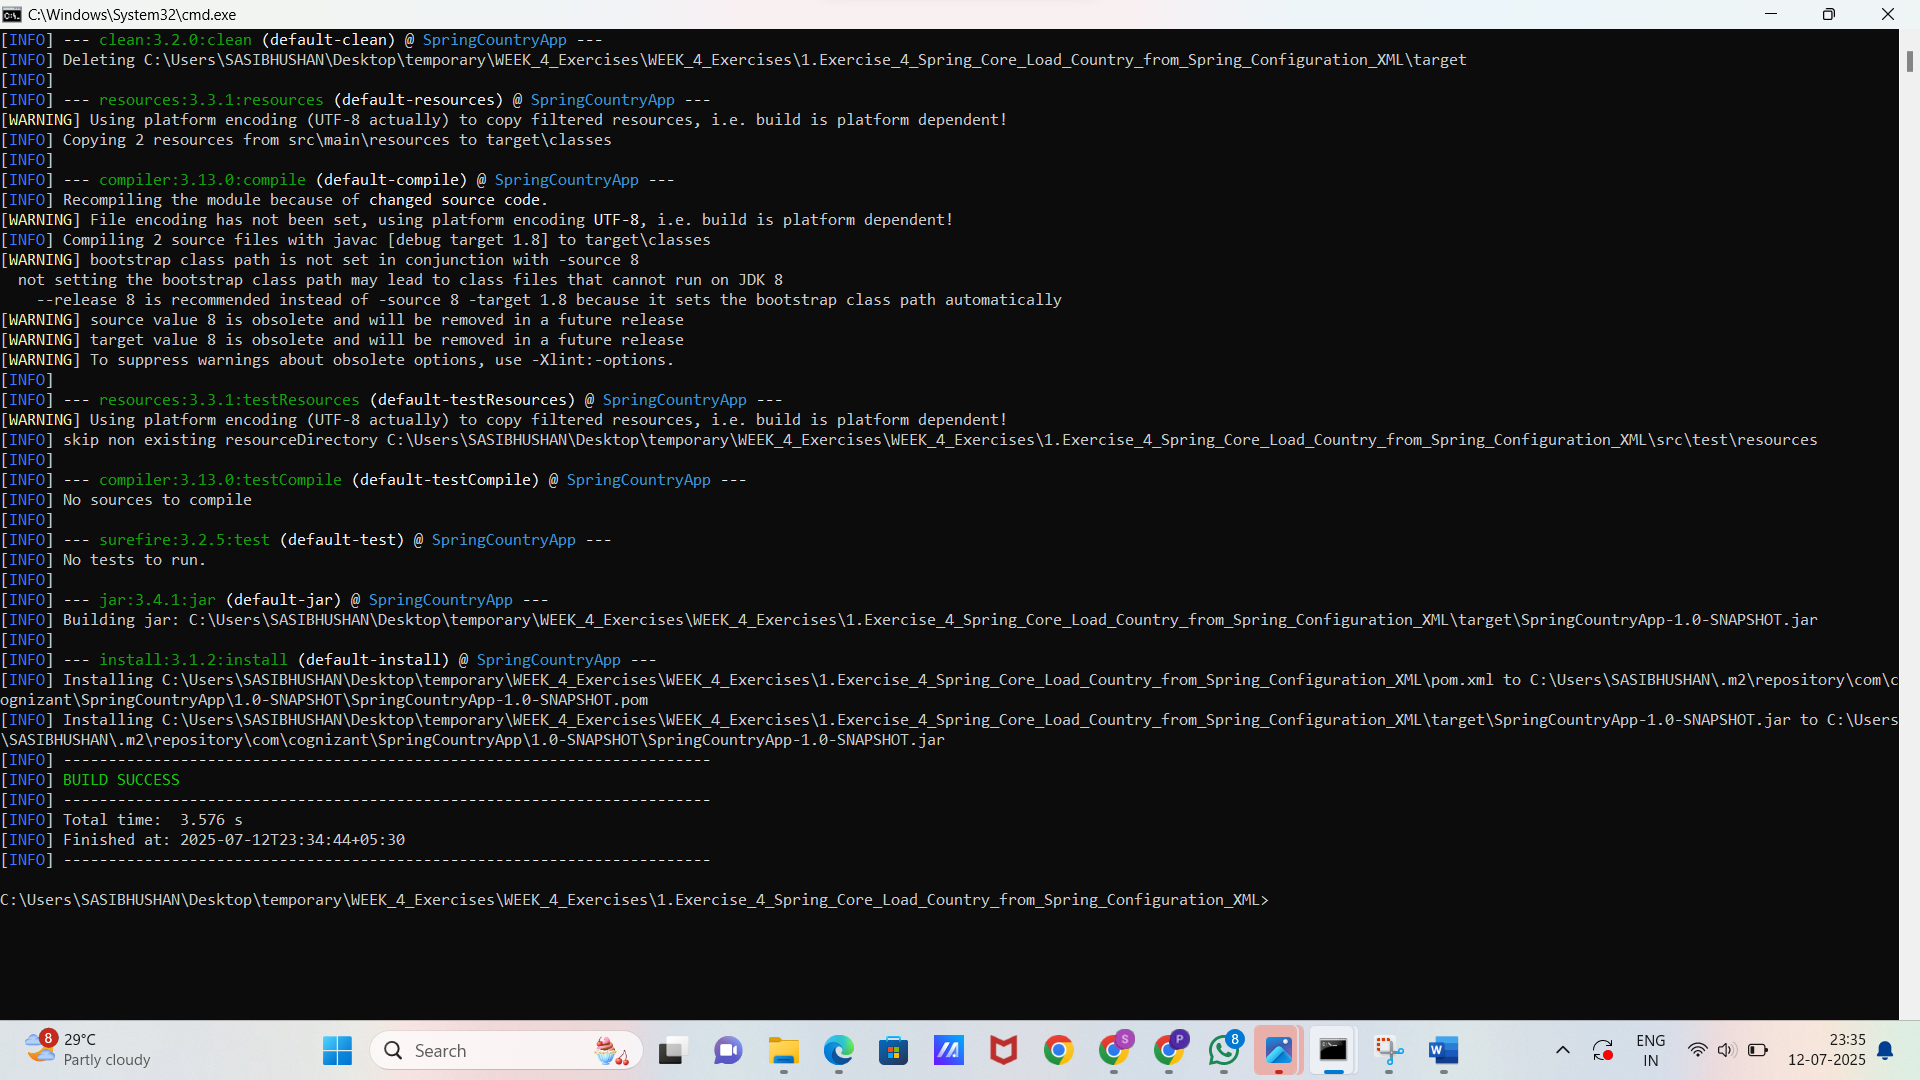 C:\Windows\System32\cmd.exe
[INFO] --- clean:3.2.0:clean (default-clean) @ SpringCountryApp ---
[INFO] Deleting C:\Users\SASIBHUSHAN\Desktop\temporary\WEEK_4_Exercises\WEEK_4_Exercises\1.Exercise_4_Spring_Core_Load_Country_from_Spring_Configuration_XML\target
[INFO]
[INFO] --- resources:3.3.1:resources (default-resources) @ SpringCountryApp ---
[WARNING] Using platform encoding (UTF-8 actually) to copy filtered resources, i.e. build is platform dependent!
[INFO] Copying 2 resources from src\main\resources to target\classes
[INFO]
[INFO] --- compiler:3.13.0:compile (default-compile) @ SpringCountryApp ---
[INFO] Recompiling the module because of changed source code.
[WARNING] File encoding has not been set, using platform encoding UTF-8, i.e. build is platform dependent!
[INFO] Compiling 2 source files with javac [debug target 1.8] to target\classes
[WARNING] bootstrap class path is not set in conjunction with -source 8
  not setting the bootstrap class path may lead to class files that cannot run on JDK 8
    --release 8 is recommended instead of -source 8 -target 1.8 because it sets the bootstrap class path automatically
[WARNING] source value 8 is obsolete and will be removed in a future release
[WARNING] target value 8 is obsolete and will be removed in a future release
[WARNING] To suppress warnings about obsolete options, use -Xlint:-options.
[INFO]
[INFO] --- resources:3.3.1:testResources (default-testResources) @ SpringCountryApp ---
[WARNING] Using platform encoding (UTF-8 actually) to copy filtered resources, i.e. build is platform dependent!
[INFO] skip non existing resourceDirectory C:\Users\SASIBHUSHAN\Desktop\temporary\WEEK_4_Exercises\WEEK_4_Exercises\1.Exercise_4_Spring_Core_Load_Country_from_Spring_Configuration_XML\src\test\resources
[INFO]
[INFO] --- compiler:3.13.0:testCompile (default-testCompile) @ SpringCountryApp ---
[INFO] No sources to compile
[INFO]
[INFO] --- surefire:3.2.5:test (default-test) @ SpringCountryApp ---
[INFO] No tests to run.
[INFO]
[INFO] --- jar:3.4.1:jar (default-jar) @ SpringCountryApp ---
[INFO] Building jar: C:\Users\SASIBHUSHAN\Desktop\temporary\WEEK_4_Exercises\WEEK_4_Exercises\1.Exercise_4_Spring_Core_Load_Country_from_Spring_Configuration_XML\target\SpringCountryApp-1.0-SNAPSHOT.jar
[INFO]
[INFO] --- install:3.1.2:install (default-install) @ SpringCountryApp ---
[INFO] Installing C:\Users\SASIBHUSHAN\Desktop\temporary\WEEK_4_Exercises\WEEK_4_Exercises\1.Exercise_4_Spring_Core_Load_Country_from_Spring_Configuration_XML\pom.xml to C:\Users\SASIBHUSHAN\.m2\repository\com\c
ognizant\SpringCountryApp\1.0-SNAPSHOT\SpringCountryApp-1.0-SNAPSHOT.pom
[INFO] Installing C:\Users\SASIBHUSHAN\Desktop\temporary\WEEK_4_Exercises\WEEK_4_Exercises\1.Exercise_4_Spring_Core_Load_Country_from_Spring_Configuration_XML\target\SpringCountryApp-1.0-SNAPSHOT.jar to C:\Users
\SASIBHUSHAN\.m2\repository\com\cognizant\SpringCountryApp\1.0-SNAPSHOT\SpringCountryApp-1.0-SNAPSHOT.jar
[INFO] ------------------------------------------------------------------------
[INFO] BUILD SUCCESS
[INFO] ------------------------------------------------------------------------
[INFO] Total time:  3.576 s
[INFO] Finished at: 2025-07-12T23:34:44+05:30
[INFO] ------------------------------------------------------------------------
C:\Users\SASIBHUSHAN\Desktop\temporary\WEEK_4_Exercises\WEEK_4_Exercises\1.Exercise_4_Spring_Core_Load_Country_from_Spring_Configuration_XML>
8
29°C
Partly cloudy
Search
S
P
8
W
ENG
IN
23:35
12-07-2025